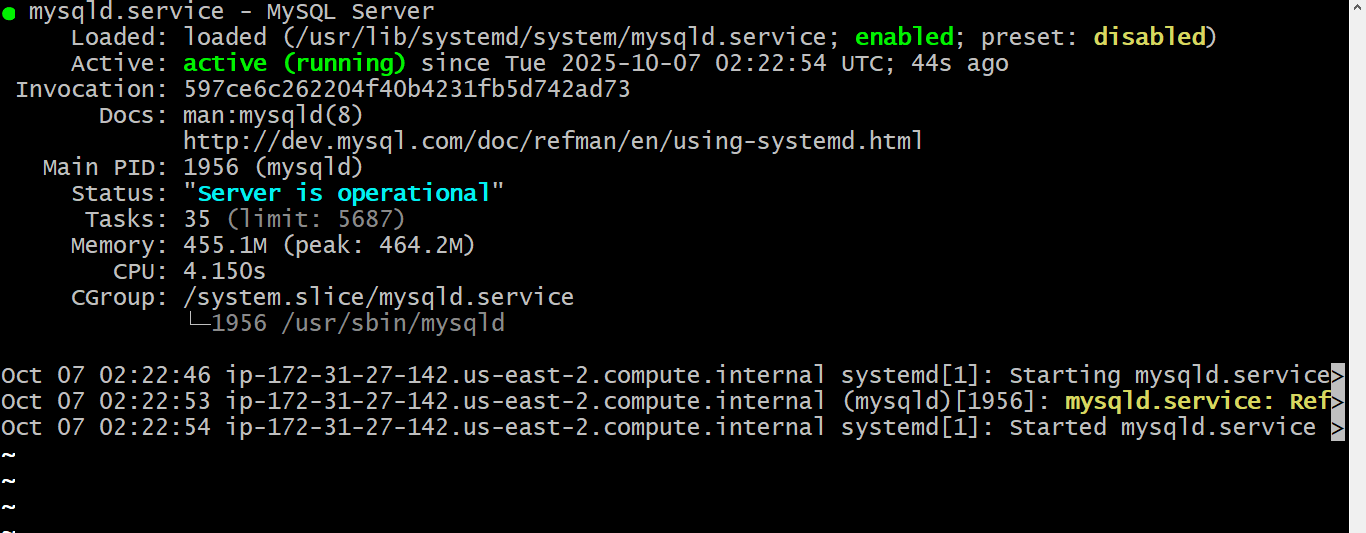 ● mysqld.service - MySQL Server
     Loaded: loaded (/usr/lib/systemd/system/mysqld.service; enabled; preset: disabled)
     Active: active (running) since Tue 2025-10-07 02:22:54 UTC; 44s ago
 Invocation: 597ce6c262204f40b4231fb5d742ad73
       Docs: man:mysqld(8)
             http://dev.mysql.com/doc/refman/en/using-systemd.html
   Main PID: 1956 (mysqld)
     Status: "Server is operational"
      Tasks: 35 (limit: 5687)
     Memory: 455.1M (peak: 464.2M)
        CPU: 4.150s
     CGroup: /system.slice/mysqld.service
             └─1956 /usr/sbin/mysqld

Oct 07 02:22:46 ip-172-31-27-142.us-east-2.compute.internal systemd[1]: Starting mysqld.service>
Oct 07 02:22:53 ip-172-31-27-142.us-east-2.compute.internal (mysqld)[1956]: mysqld.service: Ref>
Oct 07 02:22:54 ip-172-31-27-142.us-east-2.compute.internal systemd[1]: Started mysqld.service >
~
~
~
~